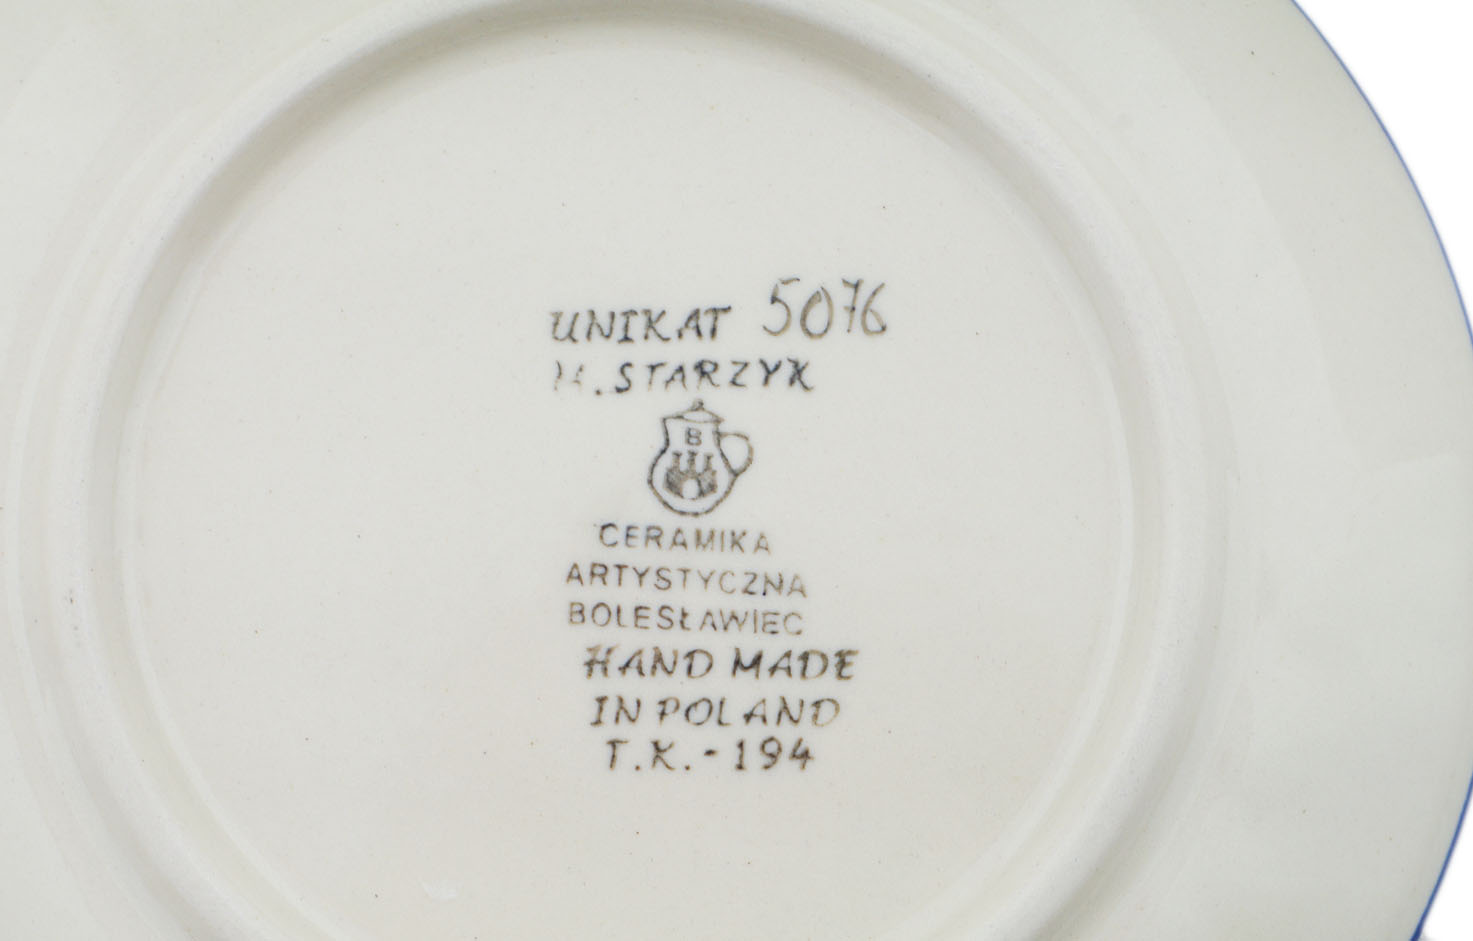 UNIKAT 5076
STARZYK
B
CERAMIKA
ARTYSTYCZNA
BOLESŁAWIEC
HAND MADE
IN POLAND
T.K.-194